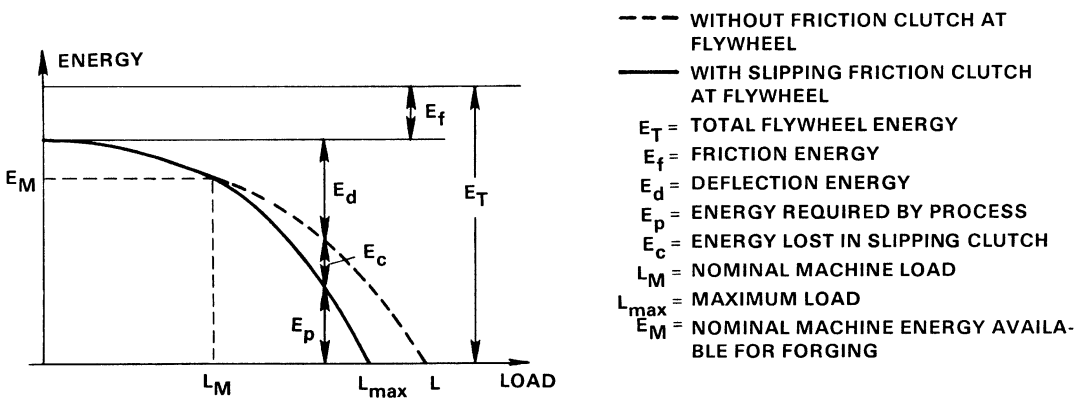 ENERGY
E_f
E_M
E_d
E_T
E_c
E_p
L_M
L_max
L
LOAD
WITHOUT FRICTION CLUTCH AT
FLYWHEEL
WITH SLIPPING FRICTION CLUTCH
AT FLYWHEEL
E_T = TOTAL FLYWHEEL ENERGY
E_f = FRICTION ENERGY
E_d = DEFLECTION ENERGY
E_p = ENERGY REQUIRED BY PROCESS
E_c = ENERGY LOST IN SLIPPING CLUTCH
L_M = NOMINAL MACHINE LOAD
L_max = MAXIMUM LOAD
E_M = NOMINAL MACHINE ENERGY AVAILA-
BLE FOR FORGING